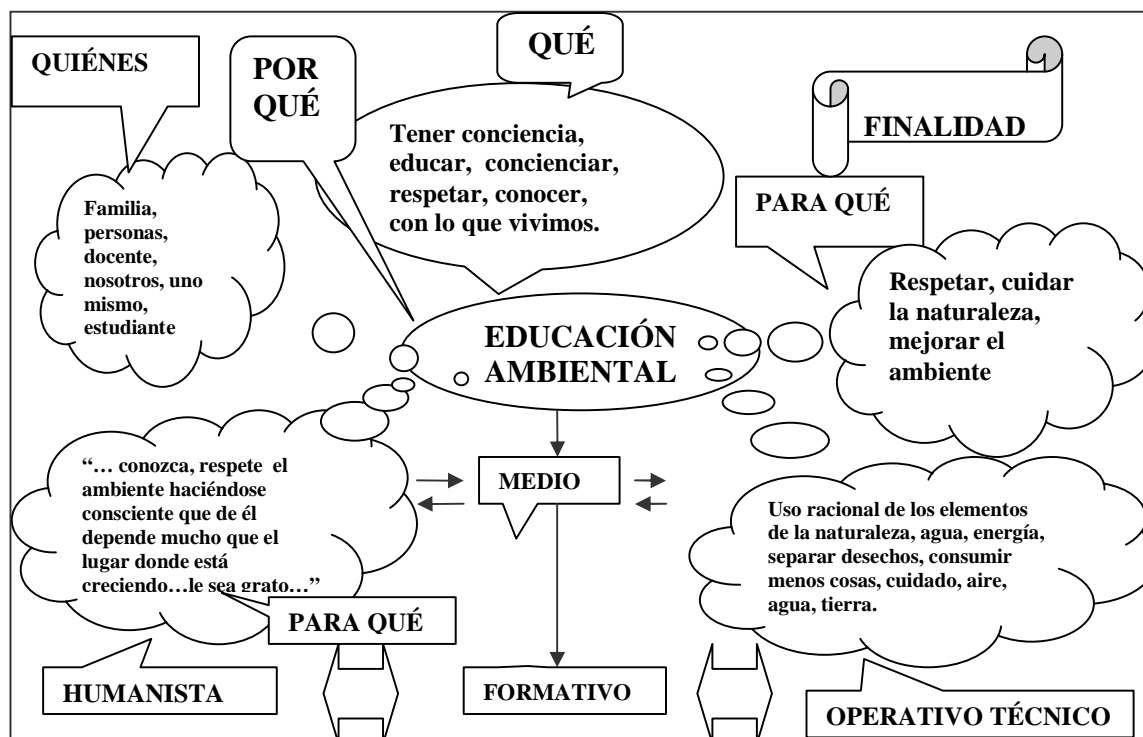 QUIÉNES
POR
QUÉ
QUÉ
FINALIDAD
Tener conciencia,
educar, concienciar,
respetar, conocer,
con lo que vivimos.
PARA QUÉ
Familia,
personas,
docente,
nosotros, uno
mismo,
estudiante
Respetar, cuidar
la naturaleza,
mejorar el
ambiente
EDUCACIÓN
AMBIENTAL
“… conozca, respete el
ambiente haciéndose
consciente que de él
depende mucho que el
lugar donde está
creciendo…le sea grato…”
MEDIO
Uso racional de los elementos
de la naturaleza, agua, energía,
separar desechos, consumir
menos cosas, cuidado, aire,
agua, tierra.
PARA QUÉ
HUMANISTA
FORMATIVO
OPERATIVO TÉCNICO